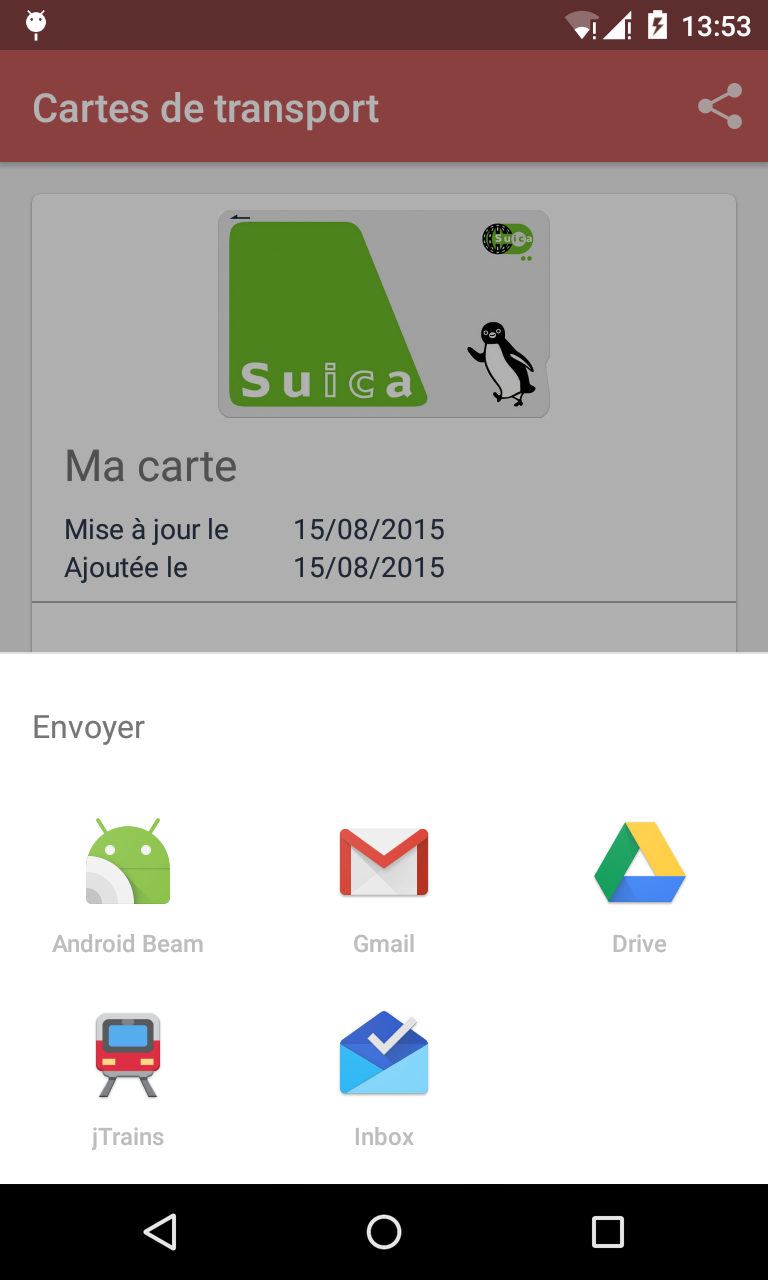 13:53
Cartes de transport
Suica
Suica
Ma carte
Mise à jour le 15/08/2015
Ajoutée le 15/08/2015
Envoyer
Android Beam Gmail Drive
jTrains Inbox